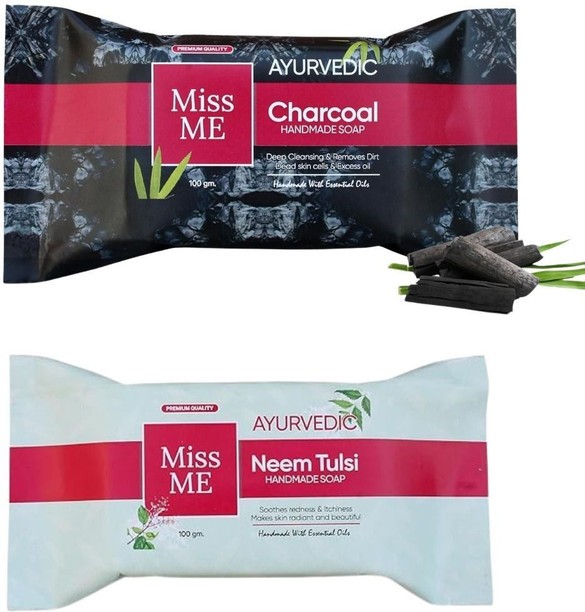 PREMIUM QUALITY
AYURVEDIC
Miss
ME
Charcoal
HANDMADE SOAP
Deep Cleansing & Removes Dirt
Dead skin cells & Excess oil
100 gm.
Handmade With Essential Oils
PREMIUM QUALITY
AYURVEDIC
Miss
ME
Neem Tulsi
HANDMADE SOAP
Soothes redness & Itchiness
Makes skin radiant and beautiful
100 gm.
Handmade With Essential Oils